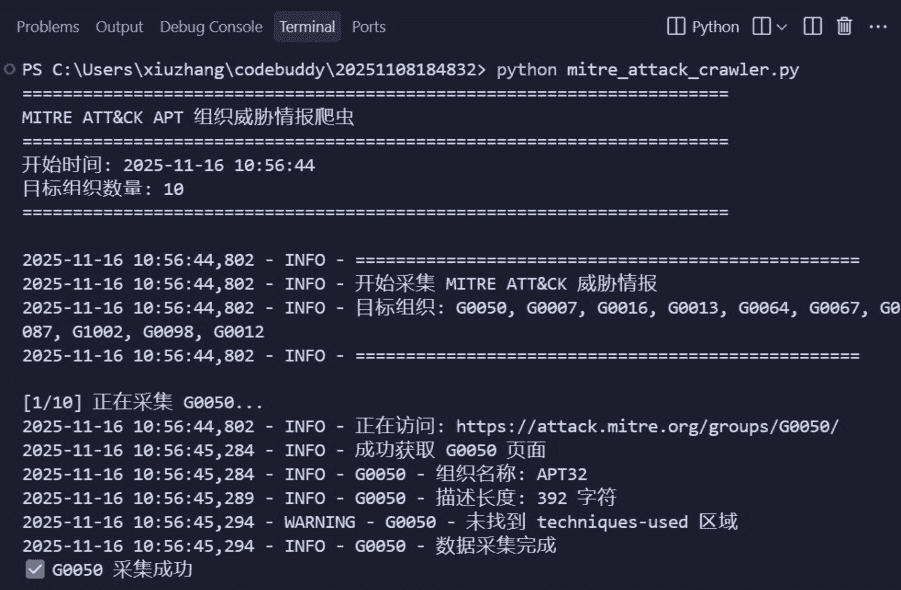 Problems Output Debug Console Terminal Ports Python
PS C:\Users\xiuzhang\codebuddy\20251108184832> python mitre_attack_crawler.py
======================================================================
MITRE ATT&CK APT 组织威胁情报爬虫
======================================================================
开始时间: 2025-11-16 10:56:44
目标组织数量: 10
======================================================================
2025-11-16 10:56:44,802 - INFO - ==================================================
2025-11-16 10:56:44,802 - INFO - 开始采集 MITRE ATT&CK 威胁情报
2025-11-16 10:56:44,802 - INFO - 目标组织: G0050, G0007, G0016, G0013, G0064, G0067, G0
087, G1002, G0098, G0012
2025-11-16 10:56:44,802 - INFO - ==================================================
[1/10] 正在采集 G0050...
2025-11-16 10:56:44,802 - INFO - 正在访问: https://attack.mitre.org/groups/G0050/
2025-11-16 10:56:45,284 - INFO - 成功获取 G0050 页面
2025-11-16 10:56:45,284 - INFO - G0050 - 组织名称: APT32
2025-11-16 10:56:45,289 - INFO - G0050 - 描述长度: 392 字符
2025-11-16 10:56:45,294 - WARNING - G0050 - 未找到 techniques-used 区域
2025-11-16 10:56:45,294 - INFO - G0050 - 数据采集完成
✅ G0050 采集成功